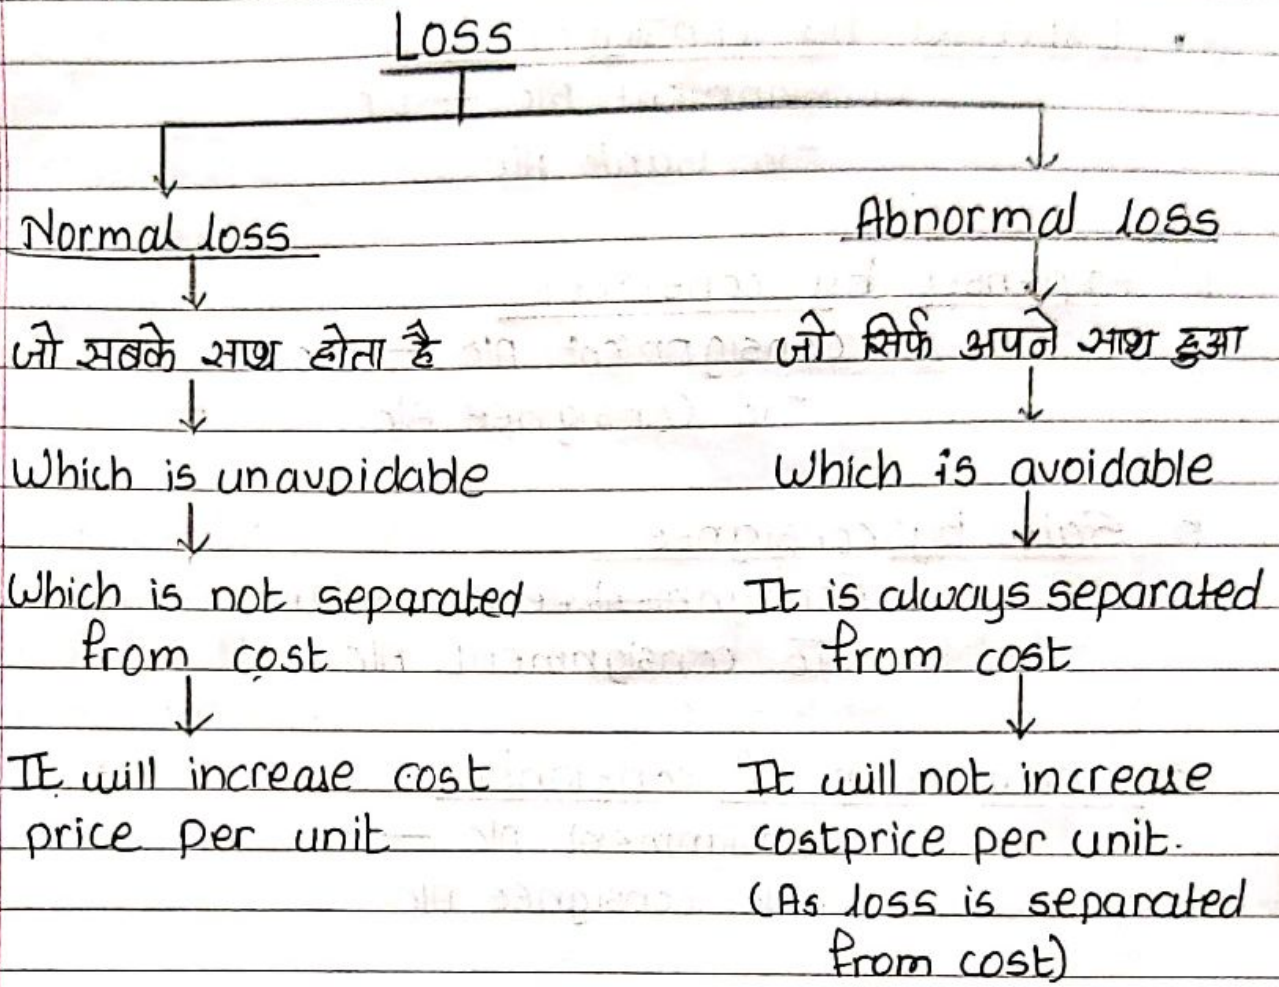 Loss
Normal loss
Abnormal loss
जो सबके साथ होता है
जो सिर्फ अपने साथ हुआ
Which is unavoidable
Which is avoidable
Which is not separated
from cost
It is always separated
from cost
It will increase cost
price per unit
It will not increase
costprice per unit.
(As loss is separated
from cost)